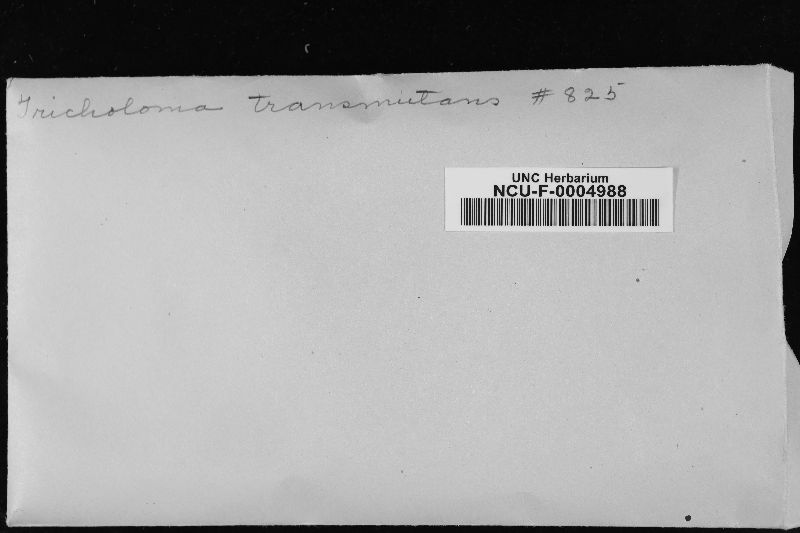 Tricholoma transmutans # 825
UNC Herbarium
NCU-F-0004988